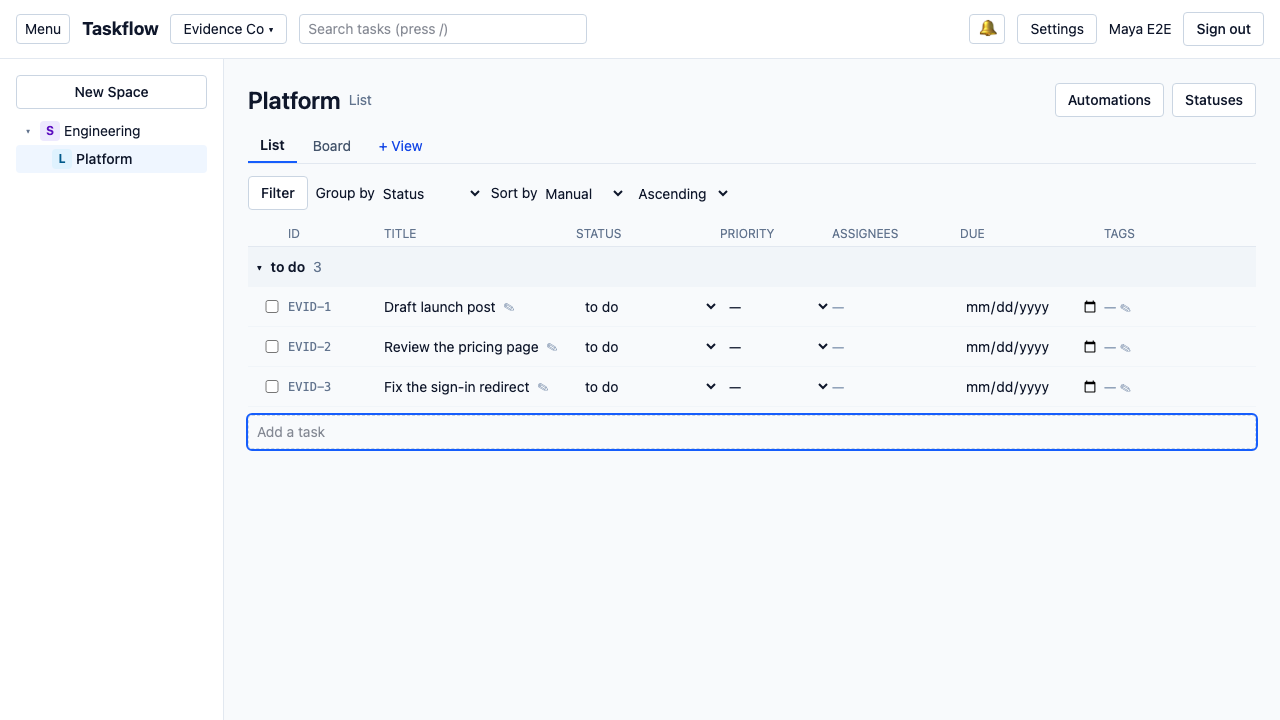 Menu Taskflow Evidence Co ▾ Search tasks (press /) Settings Maya E2E Sign out
New Space
▾ S Engineering
L Platform
Platform List Automations Statuses
List Board + View
Filter Group by Status Sort by Manual Ascending
ID TITLE STATUS PRIORITY ASSIGNEES DUE TAGS
▾ to do 3
EVID-1 Draft launch post ✎ to do — — mm/dd/yyyy — ✎
EVID-2 Review the pricing page ✎ to do — — mm/dd/yyyy — ✎
EVID-3 Fix the sign-in redirect ✎ to do — — mm/dd/yyyy — ✎
Add a task